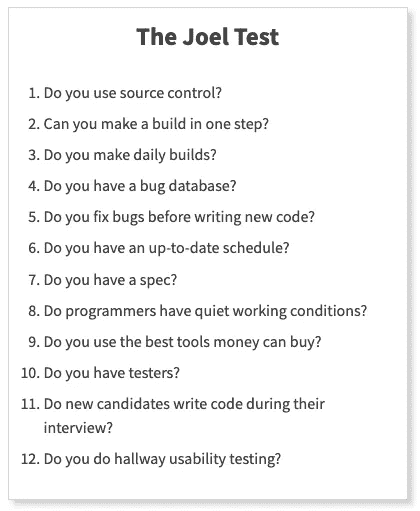 The Joel Test
1. Do you use source control?
2. Can you make a build in one step?
3. Do you make daily builds?
4. Do you have a bug database?
5. Do you fix bugs before writing new code?
6. Do you have an up-to-date schedule?
7. Do you have a spec?
8. Do programmers have quiet working conditions?
9. Do you use the best tools money can buy?
10. Do you have testers?
11. Do new candidates write code during their
interview?
12. Do you do hallway usability testing?